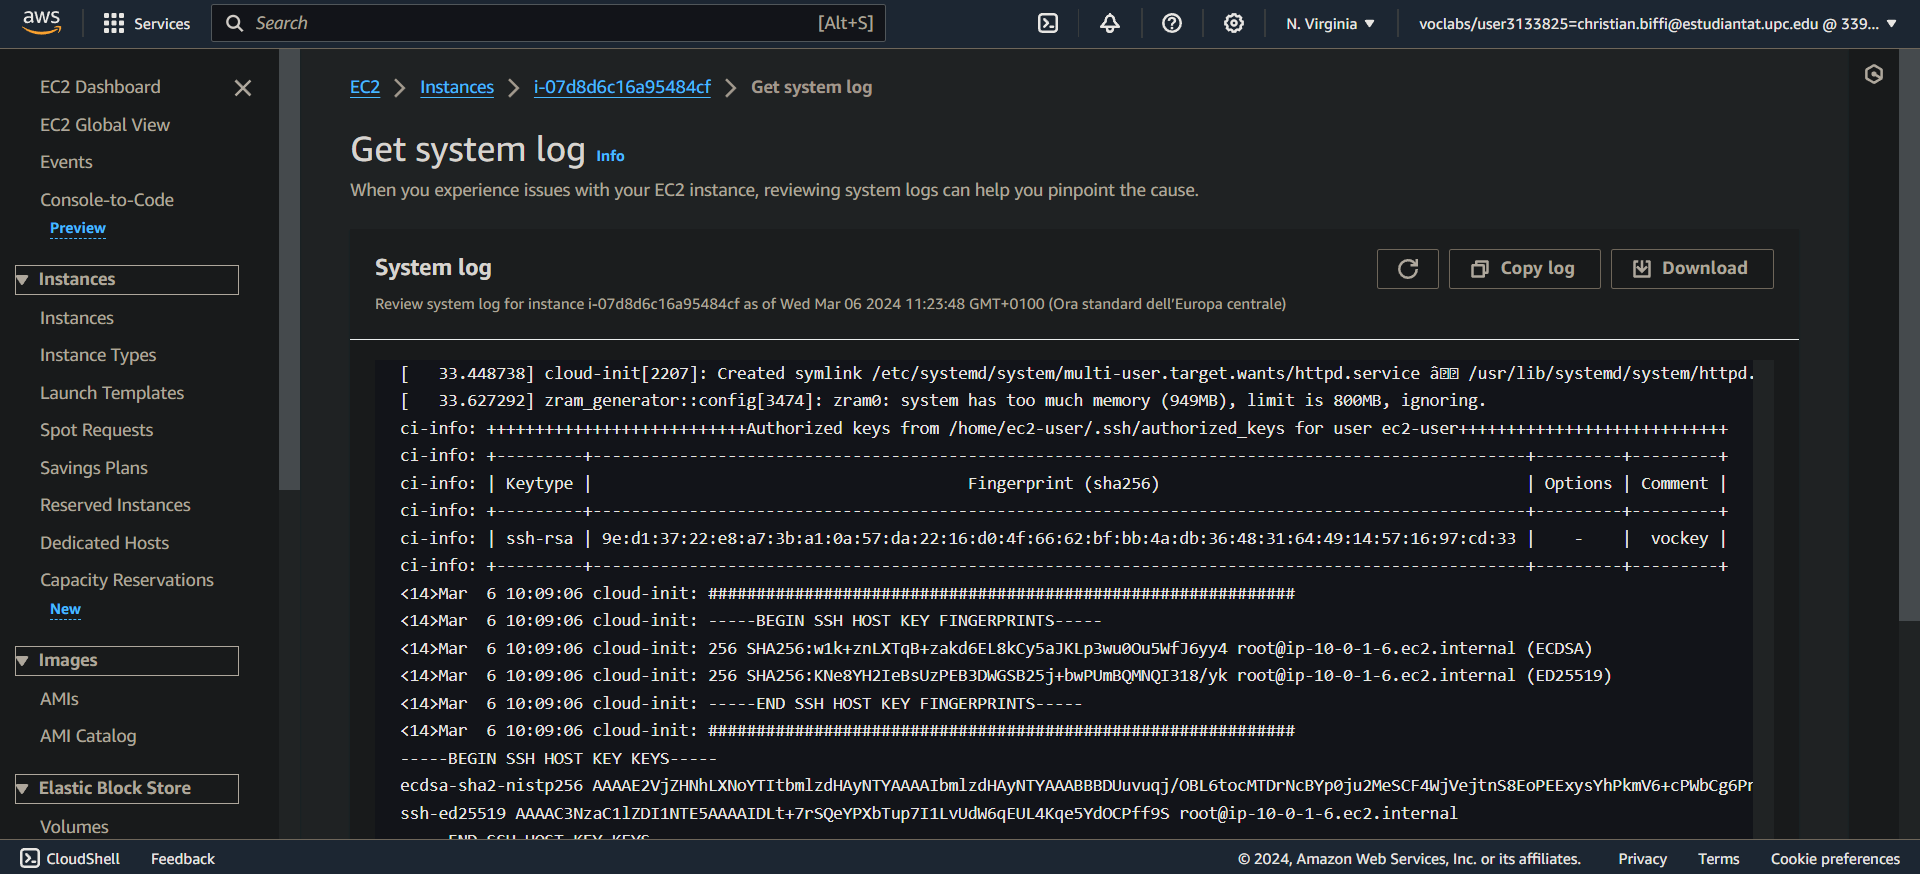 aws
Services
Search [Alt+S]
N. Virginia
voclabs/user3133825=christian.biffi@estudiantat.upc.edu @ 339...
EC2 Dashboard
EC2 Global View
Events
Console-to-Code
Preview
Instances
Instances
Instance Types
Launch Templates
Spot Requests
Savings Plans
Reserved Instances
Dedicated Hosts
Capacity Reservations
New
Images
AMIs
AMI Catalog
Elastic Block Store
Volumes
EC2 > Instances > i-07d8d6c16a95484cf > Get system log
Get system log Info
When you experience issues with your EC2 instance, reviewing system logs can help you pinpoint the cause.
System log
Copy log
Download
Review system log for instance i-07d8d6c16a95484cf as of Wed Mar 06 2024 11:23:48 GMT+0100 (Ora standard dell'Europa centrale)
[   33.448738] cloud-init[2207]: Created symlink /etc/systemd/system/multi-user.target.wants/httpd.service â /usr/lib/systemd/system/httpd.
[   33.627292] zram_generator::config[3474]: zram0: system has too much memory (949MB), limit is 800MB, ignoring.
ci-info: +++++++++++++++++++++++++++Authorized keys from /home/ec2-user/.ssh/authorized_keys for user ec2-user++++++++++++++++++++++++++++
ci-info: +---------+-------------------------------------------------------------------------------------------------+---------+---------+
ci-info: | Keytype |                                       Fingerprint (sha256)                                      | Options | Comment |
ci-info: +---------+-------------------------------------------------------------------------------------------------+---------+---------+
ci-info: | ssh-rsa | 9e:d1:37:22:e8:a7:3b:a1:0a:57:da:22:16:d0:4f:66:62:bf:bb:4a:db:36:48:31:64:49:14:57:16:97:cd:33 |    -    |  vockey |
ci-info: +---------+-------------------------------------------------------------------------------------------------+---------+---------+
<14>Mar  6 10:09:06 cloud-init: #############################################################
<14>Mar  6 10:09:06 cloud-init: -----BEGIN SSH HOST KEY FINGERPRINTS-----
<14>Mar  6 10:09:06 cloud-init: 256 SHA256:w1k+znLXTqB+zakd6EL8kCy5aJKLp3wu0Ou5WfJ6yy4 root@ip-10-0-1-6.ec2.internal (ECDSA)
<14>Mar  6 10:09:06 cloud-init: 256 SHA256:KNe8YH2IeBsUzPEB3DWGSB25j+bwPUmBQMNQI318/yk root@ip-10-0-1-6.ec2.internal (ED25519)
<14>Mar  6 10:09:06 cloud-init: -----END SSH HOST KEY FINGERPRINTS-----
<14>Mar  6 10:09:06 cloud-init: #############################################################
-----BEGIN SSH HOST KEY KEYS-----
ecdsa-sha2-nistp256 AAAAE2VjZHNhLXNoYTItbmlzdHAyNTYAAAAIbmlzdHAyNTYAAABBBDUuvuqj/OBL6tocMTDrNcBYp0ju2MeSCF4WjVejtnS8EoPEExysYhPkmV6+cPWbCg6Pr
ssh-ed25519 AAAAC3NzaC1lZDI1NTE5AAAAIDLt+7rSQeYPXbTup7I1LvUdW6qEUL4Kqe5YdOCPff9S root@ip-10-0-1-6.ec2.internal
-----END SSH HOST KEY KEYS-----
CloudShell
Feedback
© 2024, Amazon Web Services, Inc. or its affiliates.
Privacy
Terms
Cookie preferences